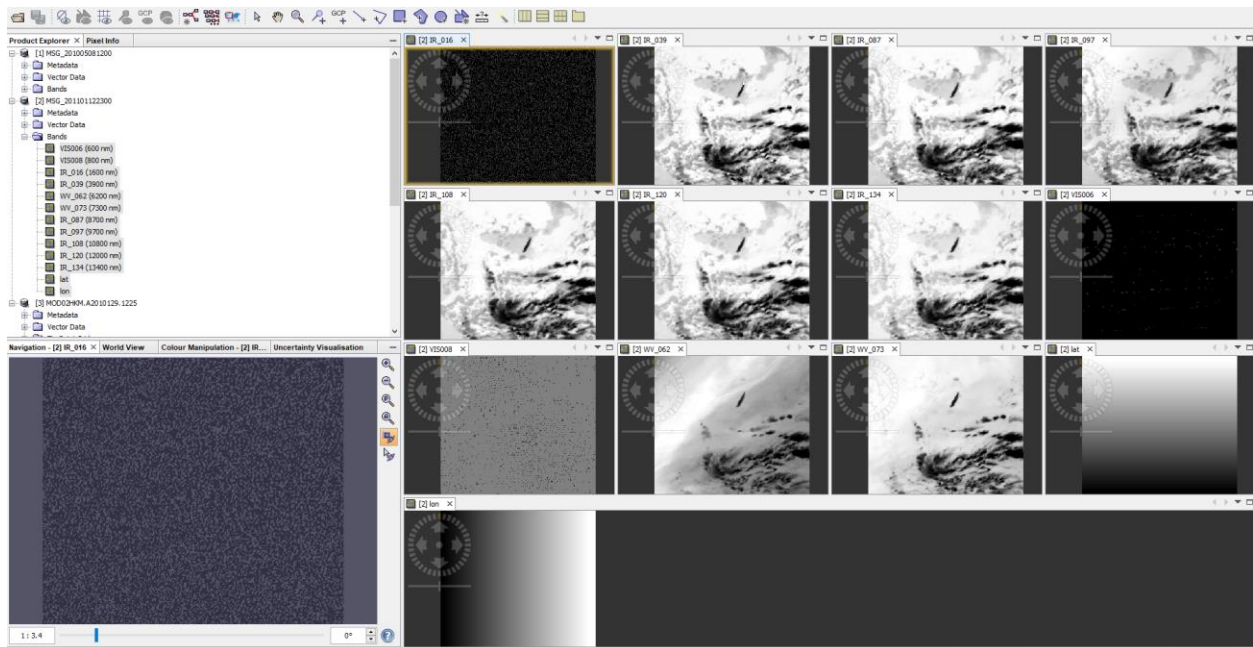 GCP
GCP
Product Explorer × Pixel Info
[1] MSG_201005081200
Metadata
Vector Data
Bands
[2] MSG_201101122300
Metadata
Vector Data
Bands
VIS006 (600 nm)
VIS008 (800 nm)
IR_016 (1600 nm)
IR_039 (3900 nm)
WV_062 (6200 nm)
WV_073 (7300 nm)
IR_087 (8700 nm)
IR_097 (9700 nm)
IR_108 (10800 nm)
IR_120 (12000 nm)
IR_134 (13400 nm)
lat
lon
[3] MOD02HKM.A2010129.1225
Metadata
Vector Data
Navigation - [2] IR_016 × World View Colour Manipulation - [2] IR... Uncertainty Visualisation
1: 3.4 0°
[2] IR_016 × [2] IR_039 × [2] IR_087 × [2] IR_097 ×
[2] IR_108 × [2] IR_120 × [2] IR_134 × [2] VIS006 ×
[2] VIS008 × [2] WV_062 × [2] WV_073 × [2] lat ×
[2] lon ×